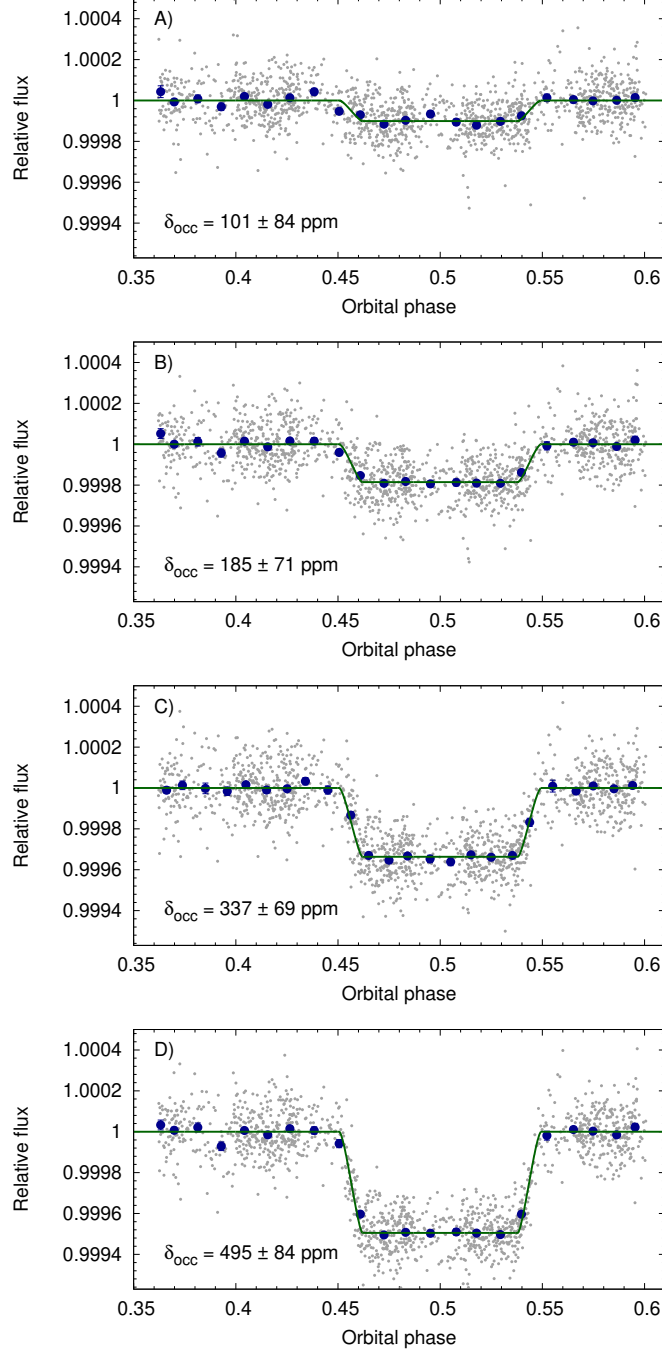 A)
Relative flux
1.0004
1.0002
1
0.9998
0.9996
0.9994
δocc = 101 ± 84 ppm
0.35 0.4 0.45 0.5 0.55 0.6
Orbital phase
B)
Relative flux
1.0004
1.0002
1
0.9998
0.9996
0.9994
δocc = 185 ± 71 ppm
0.35 0.4 0.45 0.5 0.55 0.6
Orbital phase
C)
Relative flux
1.0004
1.0002
1
0.9998
0.9996
0.9994
δocc = 337 ± 69 ppm
0.35 0.4 0.45 0.5 0.55 0.6
Orbital phase
D)
Relative flux
1.0004
1.0002
1
0.9998
0.9996
0.9994
δocc = 495 ± 84 ppm
0.35 0.4 0.45 0.5 0.55 0.6
Orbital phase